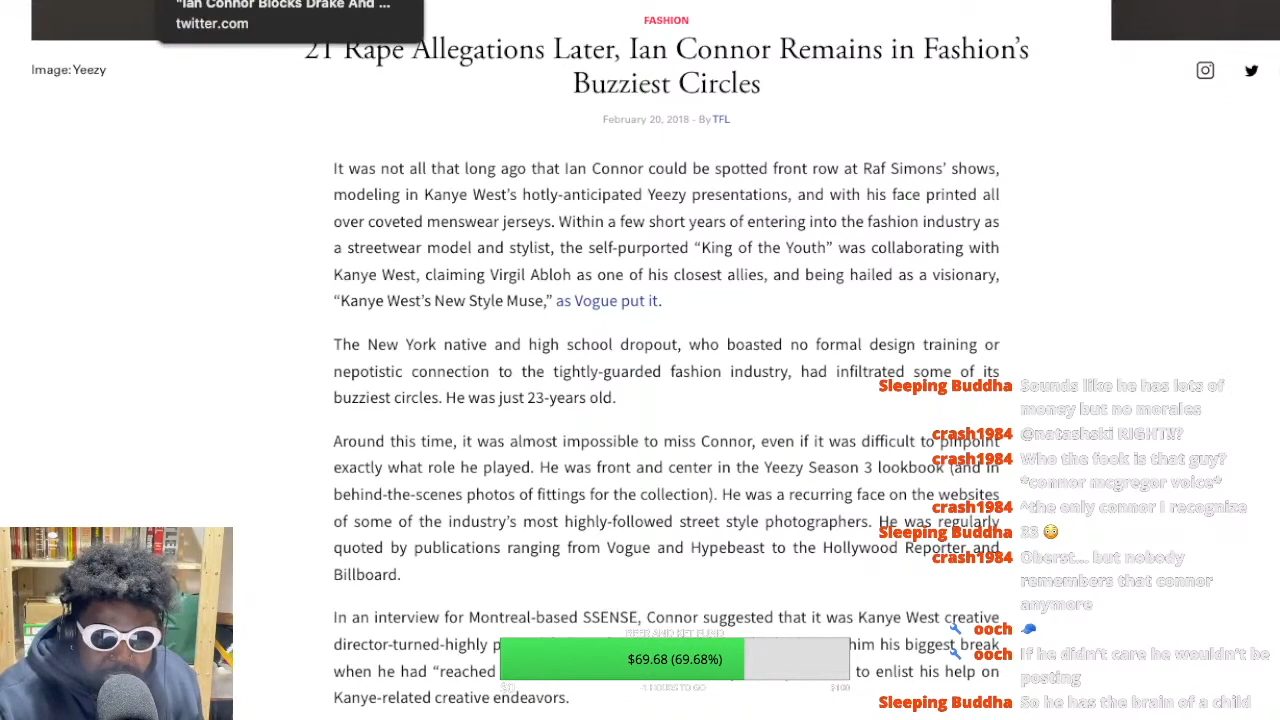 "Ian Connor Blocks Drake And ...
twitter.com
FASHION
21 Rape Allegations Later, Ian Connor Remains in Fashion’s
Buzziest Circles
Image: Yeezy
February 20, 2018 - By TFL
It was not all that long ago that Ian Connor could be spotted front row at Raf Simons’ shows,
modeling in Kanye West’s hotly-anticipated Yeezy presentations, and with his face printed all
over coveted menswear jerseys. Within a few short years of entering into the fashion industry as
a streetwear model and stylist, the self-purported “King of the Youth” was collaborating with
Kanye West, claiming Virgil Abloh as one of his closest allies, and being hailed as a visionary,
“Kanye West’s New Style Muse,” as Vogue put it.
The New York native and high school dropout, who boasted no formal design training or
nepotistic connection to the tightly-guarded fashion industry, had infiltrated some of its
buzziest circles. He was just 23-years old.
Around this time, it was almost impossible to miss Connor, even if it was difficult to pinpoint
exactly what role he played. He was front and center in the Yeezy Season 3 lookbook (and in
behind-the-scenes photos of fittings for the collection). He was a recurring face on the websites
of some of the industry’s most highly-followed street style photographers. He was regularly
quoted by publications ranging from Vogue and Hypebeast to the Hollywood Reporter and
Billboard.
In an interview for Montreal-based SSENSE, Connor suggested that it was Kanye West creative
director-turned-highly p him his biggest break
when he had “reached to enlist his help on
Kanye-related creative endeavors.
BEER AND PET FUND
$69.68 (69.68%)
$0
-1 HOURS TO GO
$100
Sleeping Buddha Sounds like he has lots of
money but no morales
crash1984 @natashski RIGHT!!?
crash1984 Who the fook is that guy?
*connor mcgregor voice*
crash1984 ^the only connor I recognize
Sleeping Buddha 33 😳
crash1984 Oberst... but nobody
remembers that connor
anymore
ooch 🧢
ooch If he didn't care he wouldn't be
posting
Sleeping Buddha So he has the brain of a child